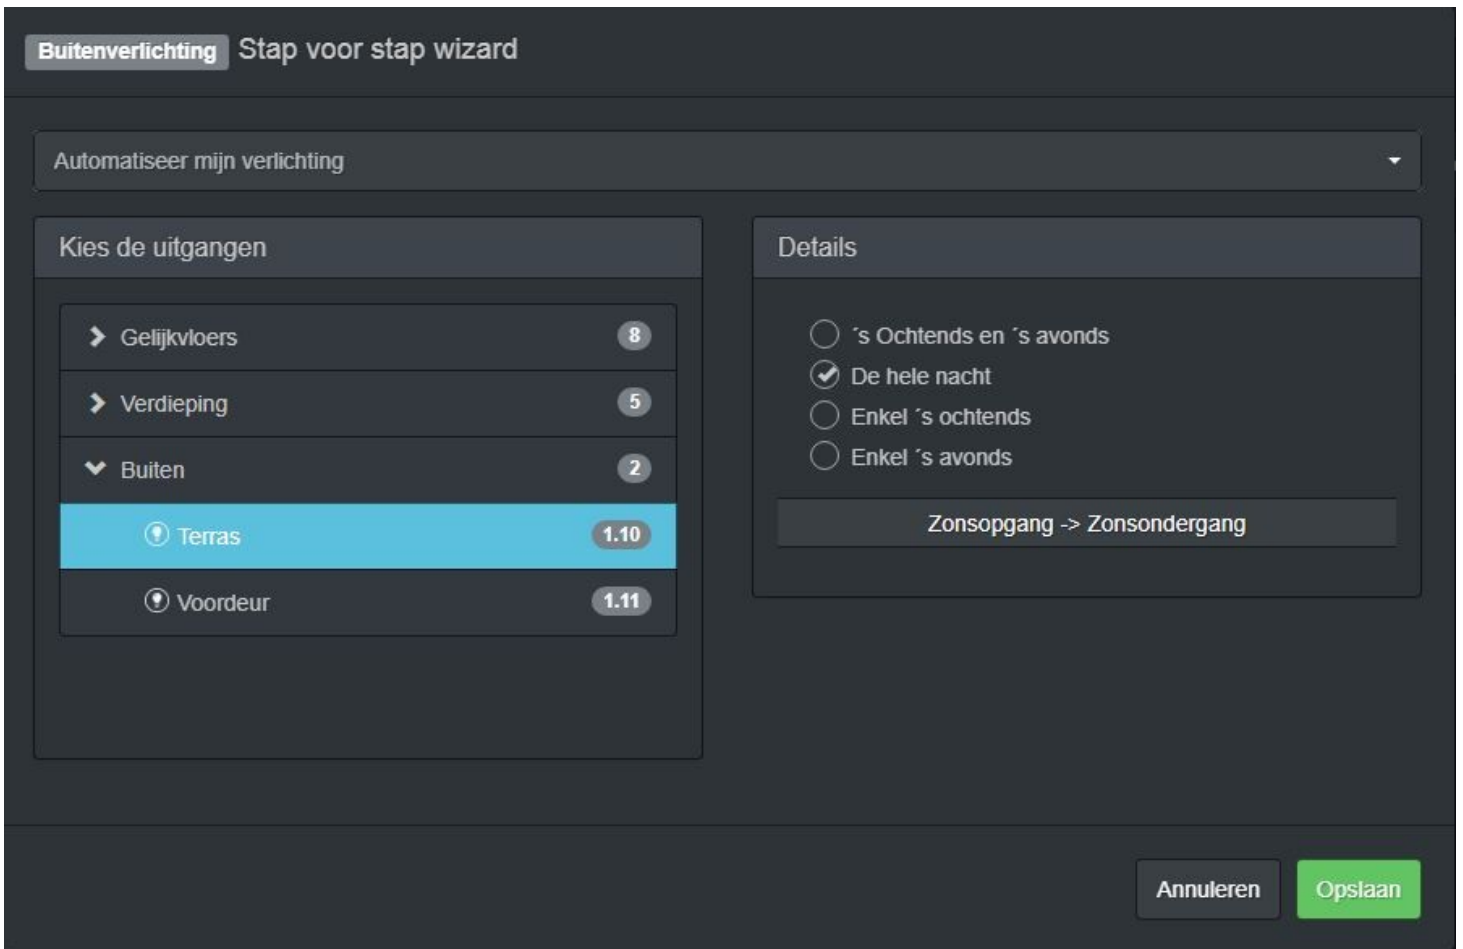 Buitenverlichting Stap voor stap wizard
Automatiseer mijn verlichting
Kies de uitgangen
Gelijkvloers 8
Verdieping 5
Buiten 2
Terras 1.10
Voordeur 1.11
Details
´s Ochtends en ´s avonds
De hele nacht
Enkel ´s ochtends
Enkel ´s avonds
Zonsopgang -> Zonsondergang
Annuleren Opslaan